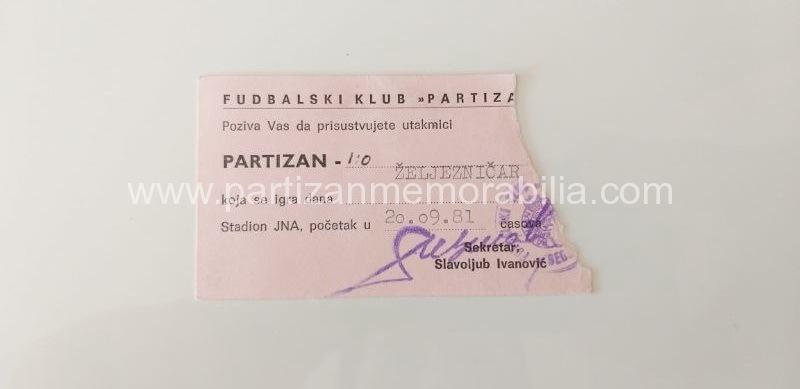 FUDBALSKI KLUB »PARTIZA
Poziva Vas da prisustvujete utakmici
PARTIZAN - 1:0 ŽELJEZNIČAR
www.partizanmemorabilia.com
koja se igra dana
Stadion JNA, početak u 20.09.81 časova
Sekretar,
Slavoljub Ivanović
BEO